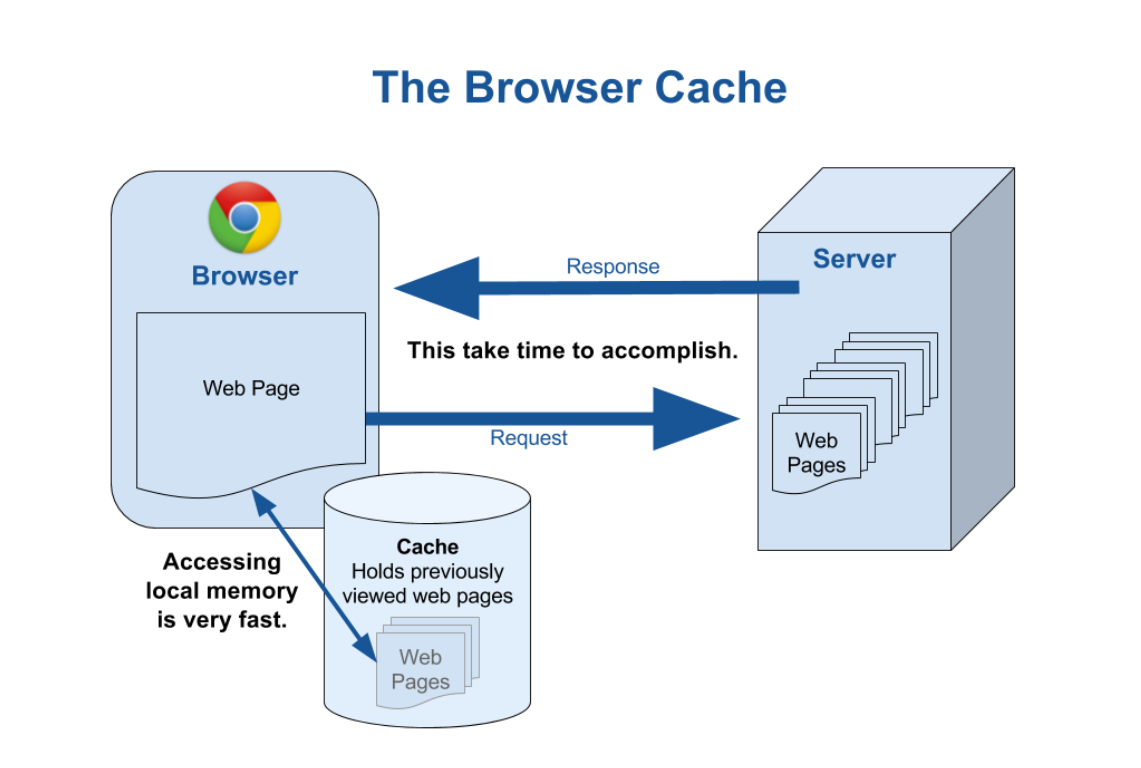 The Browser Cache
Browser
Server
Response
This take time to accomplish.
Web Page
Request
Web
Pages
Cache
Holds previously
viewed web pages
Accessing
local memory
is very fast.
Web
Pages